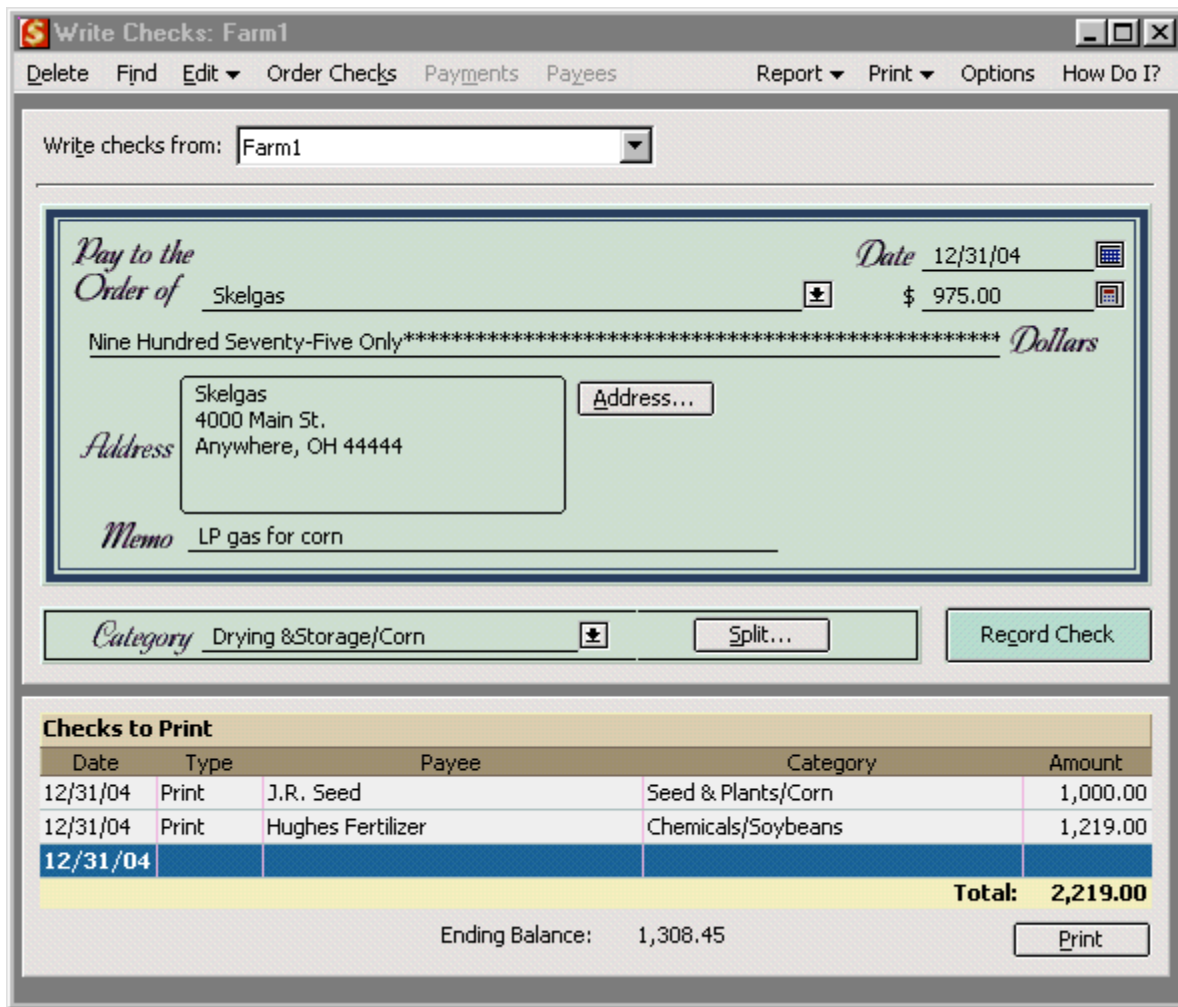 Write Checks: Farm1
Delete Find Edit Order Checks Payments Payees Report Print Options How Do I?
Write checks from: Farm1
Pay to the
Order of Skelgas
Date 12/31/04
$ 975.00
Nine Hundred Seventy-Five Only************************************************** Dollars
Address
Skelgas
4000 Main St.
Anywhere, OH 44444
Address...
Memo LP gas for corn
Category Drying &Storage/Corn Split... Record Check
Checks to Print
Date Type Payee Category Amount
12/31/04 Print J.R. Seed Seed & Plants/Corn 1,000.00
12/31/04 Print Hughes Fertilizer Chemicals/Soybeans 1,219.00
12/31/04
Total: 2,219.00
Ending Balance: 1,308.45 Print